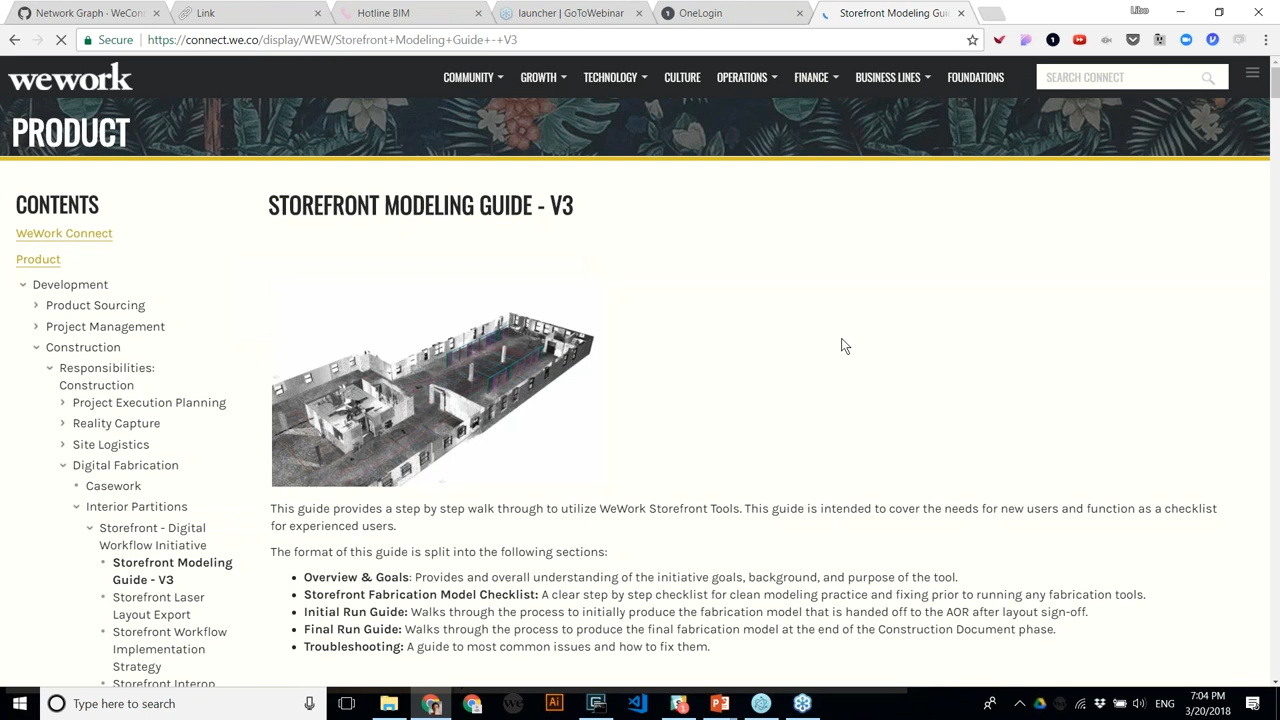 Network Graph · WeConn
Link
Hotline BIM
launcher | GoToWebinar
OneLogin
Storefront Modeling Gui
Secure
https://connect.we.co/display/WEW/Storefront+Modeling+Guide+-+V3
wework
COMMUNITY
GROWTH
TECHNOLOGY
CULTURE
OPERATIONS
FINANCE
BUSINESS LINES
FOUNDATIONS
SEARCH CONNECT
PRODUCT
CONTENTS
WeWork Connect
Product
Development
Product Sourcing
Project Management
Construction
Responsibilities:
Construction
Project Execution Planning
Reality Capture
Site Logistics
Digital Fabrication
Casework
Interior Partitions
Storefront - Digital
Workflow Initiative
Storefront Modeling
Guide - V3
Storefront Laser
Layout Export
Storefront Workflow
Implementation
Strategy
Storefront Interop
STOREFRONT MODELING GUIDE - V3
This guide provides a step by step walk through to utilize WeWork Storefront Tools. This guide is intended to cover the needs for new users and function as a checklist
for experienced users.
The format of this guide is split into the following sections:
Overview & Goals: Provides and overall understanding of the initiative goals, background, and purpose of the tool.
Storefront Fabrication Model Checklist: A clear step by step checklist for clean modeling practice and fixing prior to running any fabrication tools.
Initial Run Guide: Walks through the process to initially produce the fabrication model that is handed off to the AOR after layout sign-off.
Final Run Guide: Walks through the process to produce the final fabrication model at the end of the Construction Document phase.
Troubleshooting: A guide to most common issues and how to fix them.
Type here to search
we
Ai
ENG
7:04 PM
3/20/2018